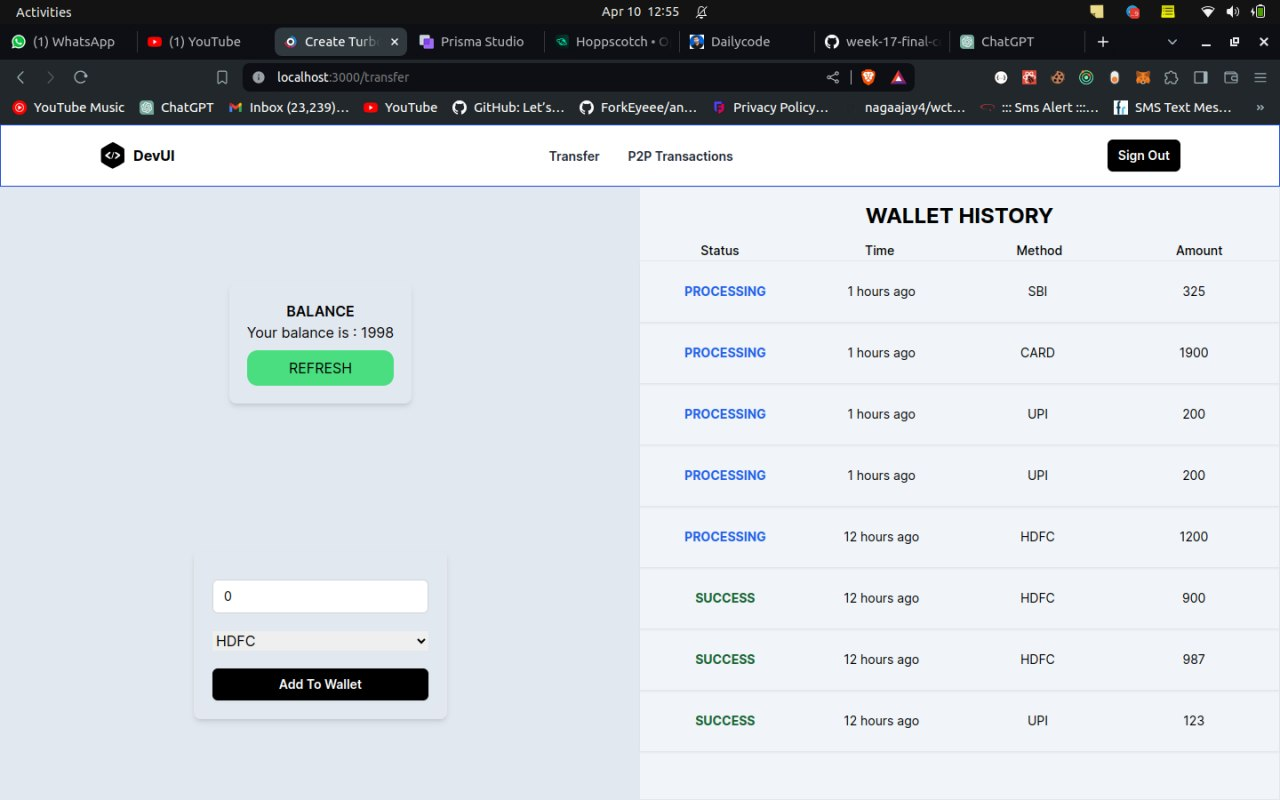 Activities
Apr 10 12:55
(1) WhatsApp
(1) YouTube
Create Turbo
Prisma Studio
Hoppscotch • O
Dailycode
week-17-final-c
ChatGPT
localhost:3000/transfer
YouTube Music
ChatGPT
Inbox (23,239)…
YouTube
GitHub: Let's…
ForkEyeee/an…
Privacy Policy…
nagaajay4/wct…
::: Sms Alert :::…
SMS Text Mes…
»
DevUI
Transfer
P2P Transactions
Sign Out
BALANCE
Your balance is : 1998
REFRESH
0
HDFC
Add To Wallet
WALLET HISTORY
Status Time Method Amount
PROCESSING 1 hours ago SBI 325
PROCESSING 1 hours ago CARD 1900
PROCESSING 1 hours ago UPI 200
PROCESSING 1 hours ago UPI 200
PROCESSING 12 hours ago HDFC 1200
SUCCESS 12 hours ago HDFC 900
SUCCESS 12 hours ago HDFC 987
SUCCESS 12 hours ago UPI 123